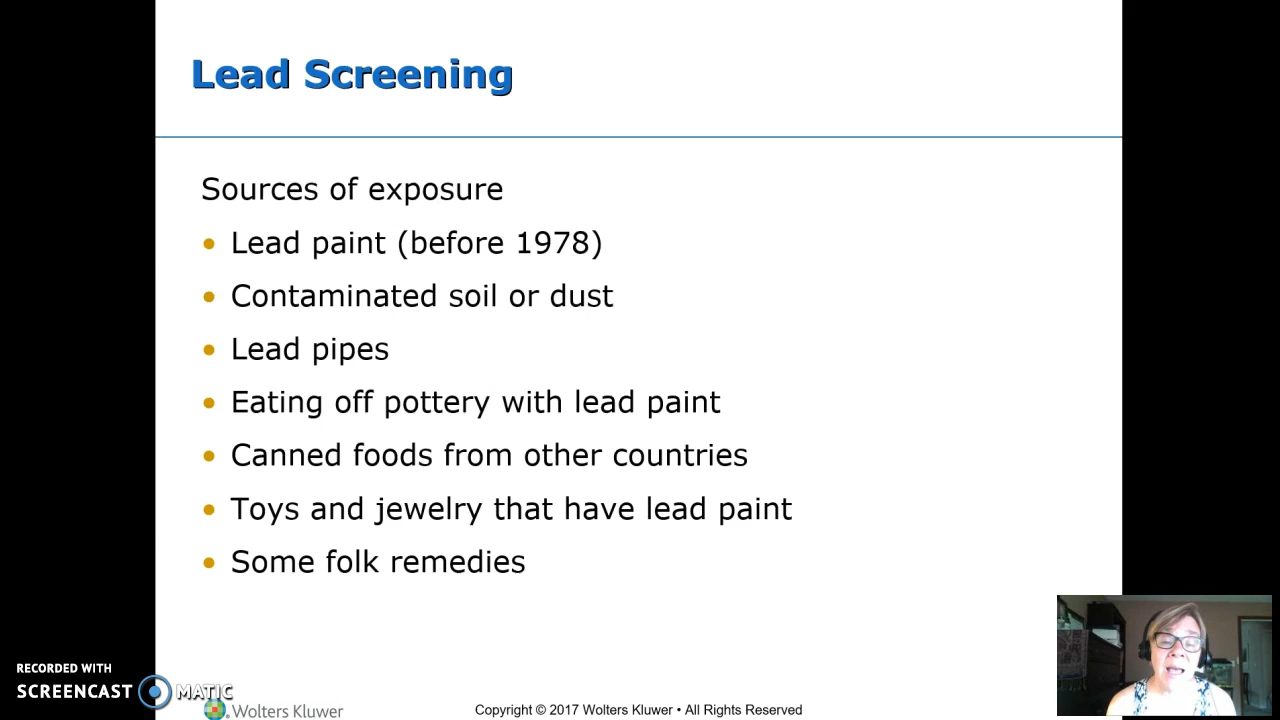 Lead Screening
Sources of exposure
• Lead paint (before 1978)
• Contaminated soil or dust
• Lead pipes
• Eating off pottery with lead paint
• Canned foods from other countries
• Toys and jewelry that have lead paint
• Some folk remedies
RECORDED WITH
SCREENCAST MATIC
Wolters Kluwer
Copyright © 2017 Wolters Kluwer • All Rights Reserved